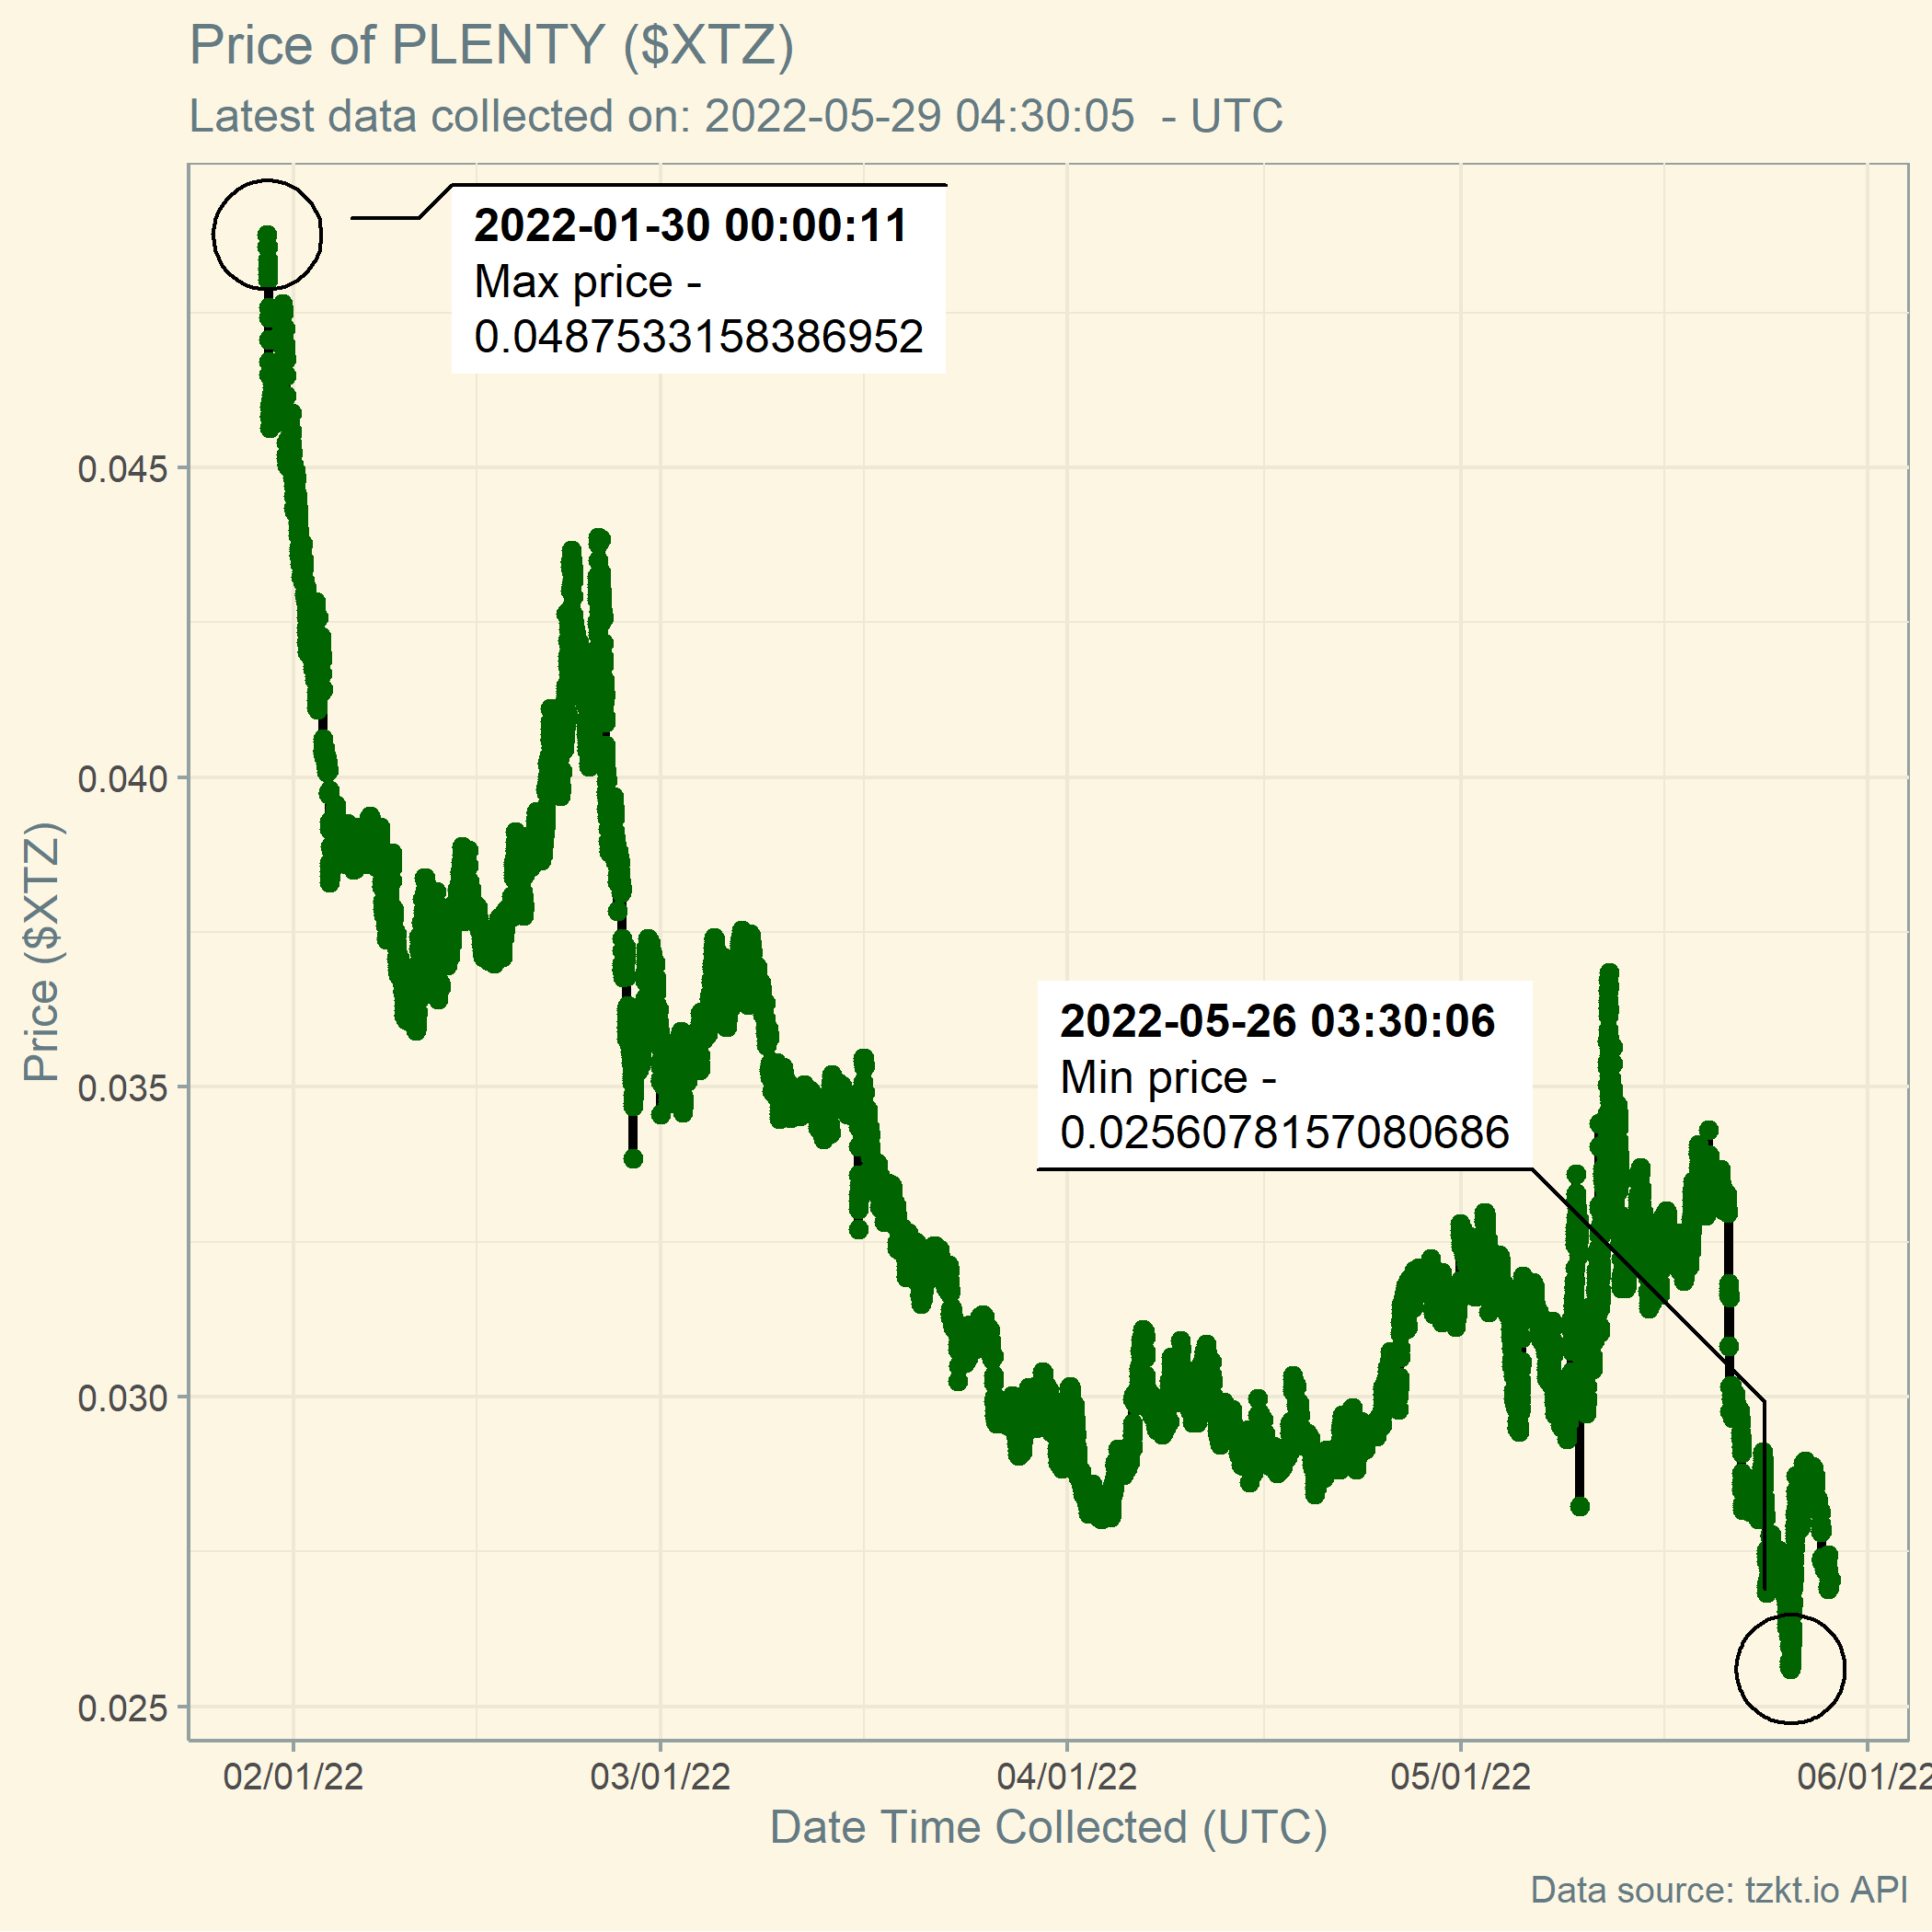 Price of PLENTY ($XTZ)
Latest data collected on: 2022-05-29 04:30:05  - UTC
2022-01-30 00:00:11
Max price -
0.0487533158386952
0.045
0.040
0.035
0.030
0.025
Price ($XTZ)
2022-05-26 03:30:06
Min price -
0.0256078157080686
02/01/22
03/01/22
04/01/22
05/01/22
06/01/22
Date Time Collected (UTC)
Data source: tzkt.io API